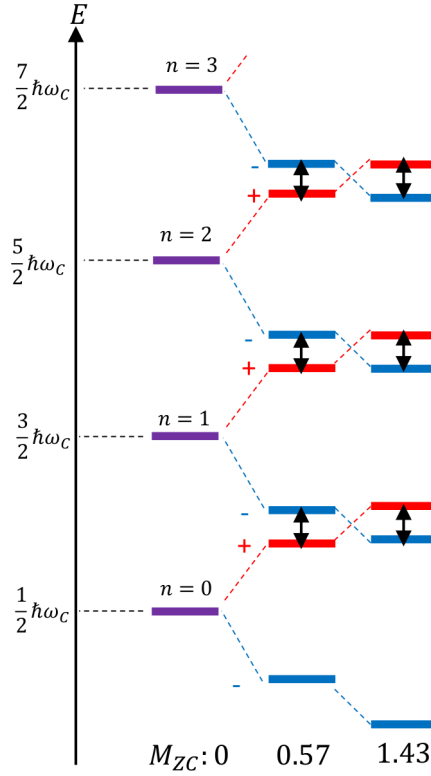 E
7/2 ℏω_C
n = 3
-
+
5/2 ℏω_C
n = 2
-
+
3/2 ℏω_C
n = 1
-
+
1/2 ℏω_C
n = 0
-
M_ZC: 0 0.57 1.43